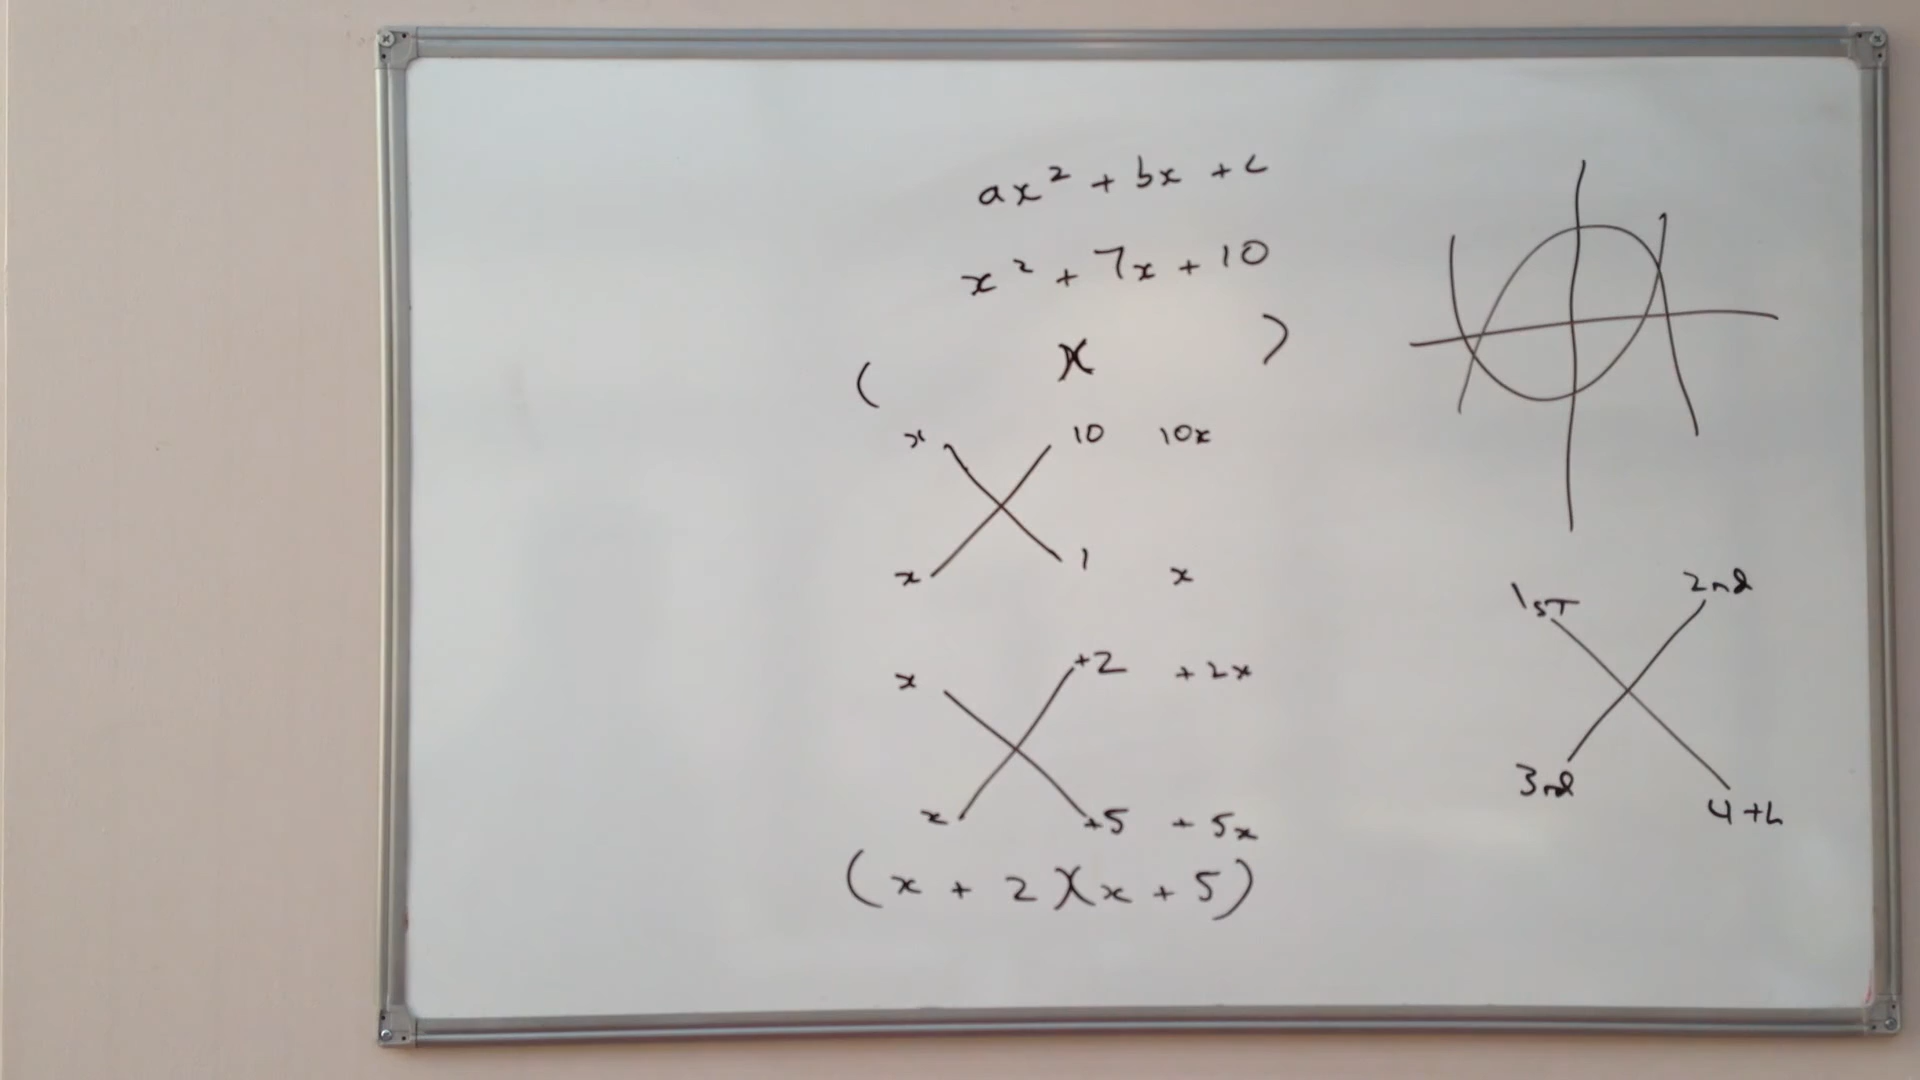 ax² + bx + c
x² + 7x + 10
( )( )
x 10 10x
x 1 x
x +2 +2x
x +5 + 5x
(x + 2)(x + 5)
1ST 2nd
3rd 4th